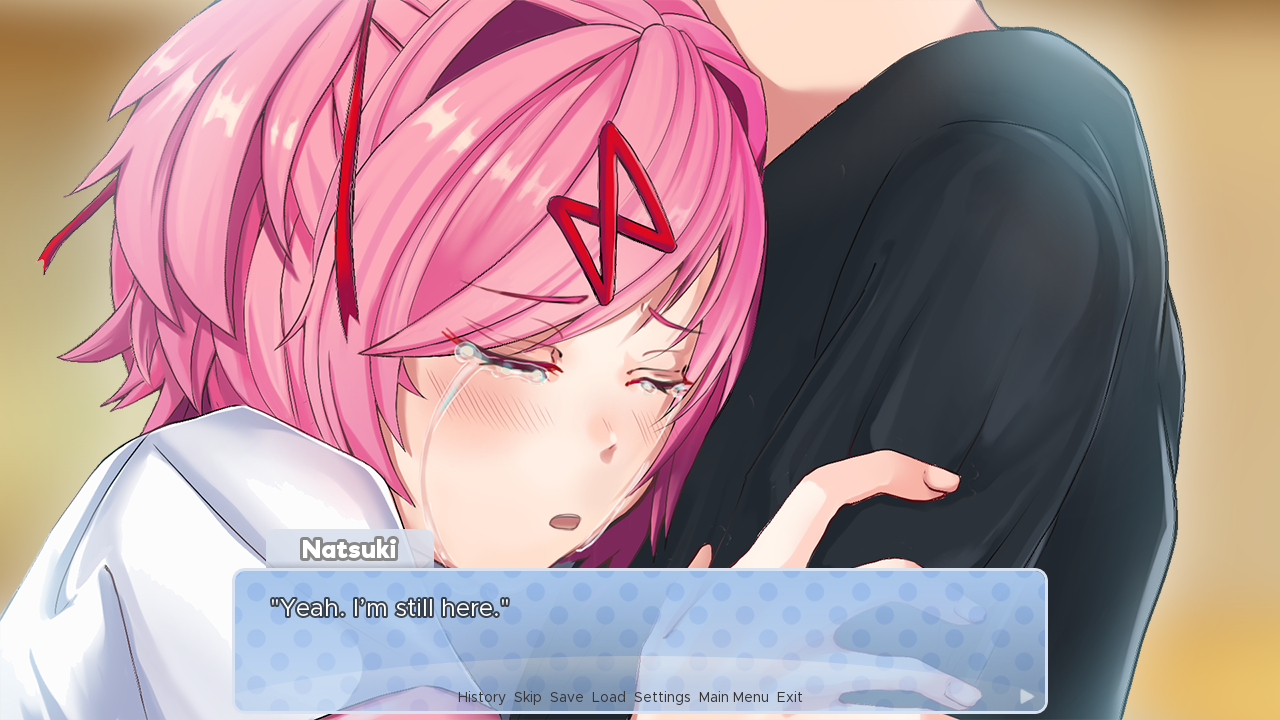 Natsuki
"Yeah. I'm still here."
History Skip Save Load Settings Main Menu Exit